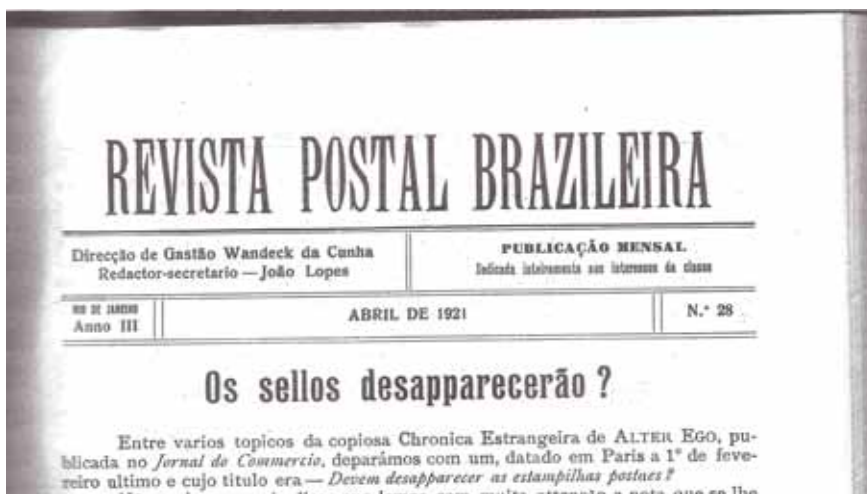 REVISTA POSTAL BRAZILEIRA
Direcção de Gastão Wandeck da Cunha
Redactor-secretario — João Lopes
PUBLICAÇÃO MENSAL
Dedicada inteiramente aos interesses da classe
RIO DE JANEIRO
Anno III
ABRIL DE 1921
N.º 28
Os sellos desapparecerão ?
Entre varios topicos da copiosa Chronica Estrangeira de ALTER EGO, pu-
blicada no Jornal do Commercio, deparámos com um, datado em Paris a 1º de feve-
reiro ultimo e cujo titulo era — Devem desapparecer as estampilhas postaes ?